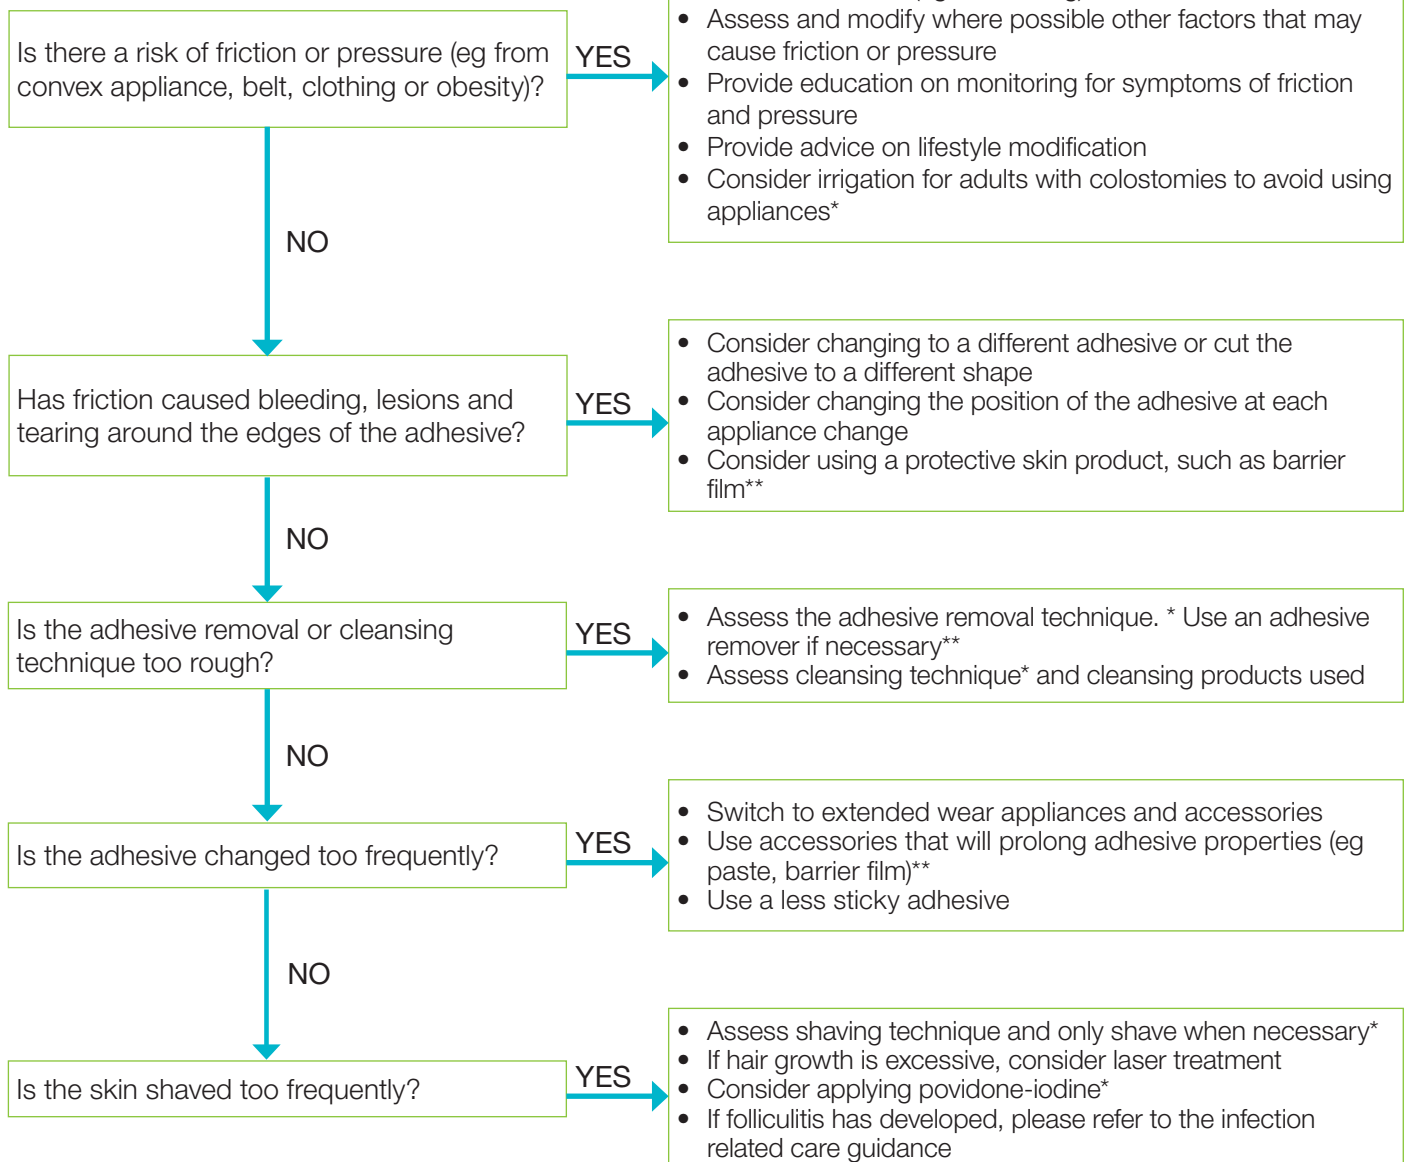 Is there a risk of friction or pressure (eg from
convex appliance, belt, clothing or obesity)?
YES
• Assess and modify where possible other factors that may
cause friction or pressure
• Provide education on monitoring for symptoms of friction
and pressure
• Provide advice on lifestyle modification
• Consider irrigation for adults with colostomies to avoid using
appliances*
NO
Has friction caused bleeding, lesions and
tearing around the edges of the adhesive?
YES
• Consider changing to a different adhesive or cut the
adhesive to a different shape
• Consider changing the position of the adhesive at each
appliance change
• Consider using a protective skin product, such as barrier
film**
NO
Is the adhesive removal or cleansing
technique too rough?
YES
• Assess the adhesive removal technique. * Use an adhesive
remover if necessary**
• Assess cleansing technique* and cleansing products used
NO
Is the adhesive changed too frequently?
YES
• Switch to extended wear appliances and accessories
• Use accessories that will prolong adhesive properties (eg
paste, barrier film)**
• Use a less sticky adhesive
NO
Is the skin shaved too frequently?
YES
• Assess shaving technique and only shave when necessary*
• If hair growth is excessive, consider laser treatment
• Consider applying povidone-iodine*
• If folliculitis has developed, please refer to the infection
related care guidance